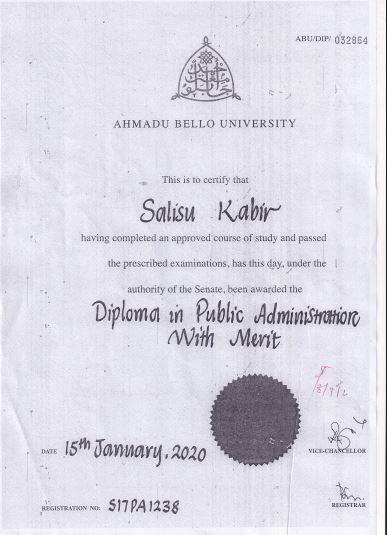 ABU/DIP/ 032864
AHMADU BELLO UNIVERSITY
This is to certify that
Salisu Kabir
having completed an approved course of study and passed
the prescribed examinations, has this day, under the
authority of the Senate, been awarded the
Diploma in Public Administration
With Merit
DATE 15th January, 2020
VICE-CHANCELLOR
REGISTRATION NO: S17PA1238
REGISTRAR